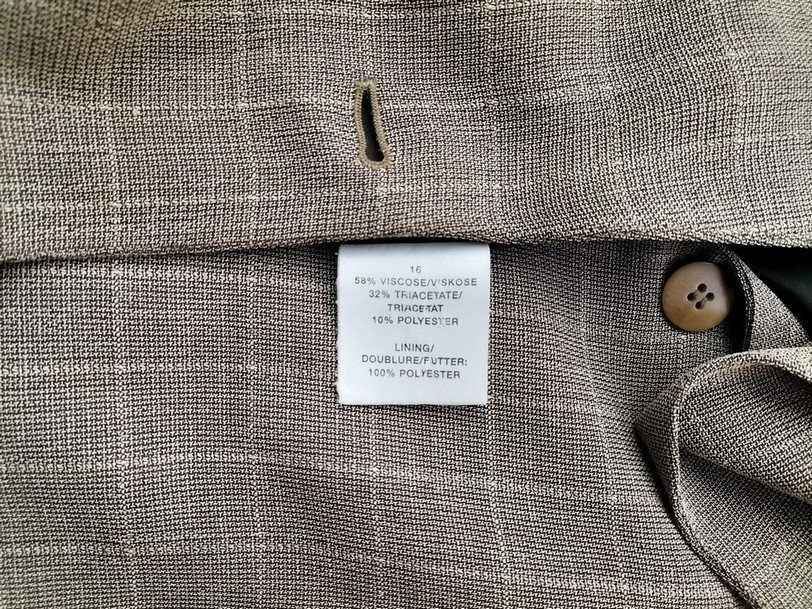 16
58% VISCOSE/VISKOSE
32% TRIACETATE/
TRIACETAT
10% POLYESTER
LINING/
DOUBLURE/FUTTER:
100% POLYESTER